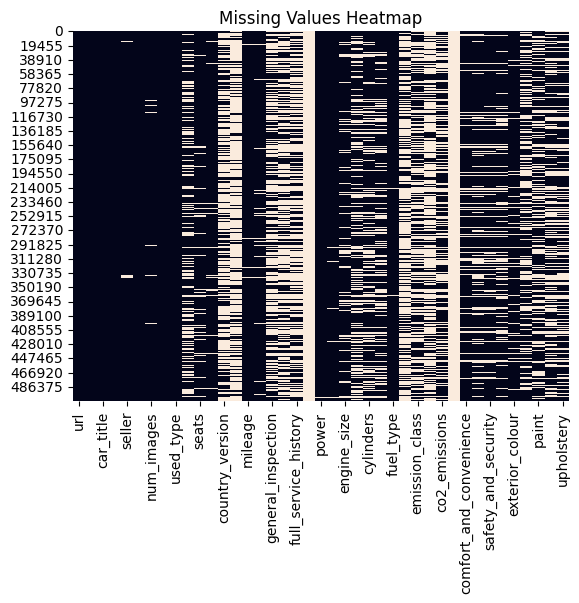 Missing Values Heatmap
0
19455
38910
58365
77820
97275
116730
136185
155640
175095
194550
214005
233460
252915
272370
291825
311280
330735
350190
369645
389100
408555
428010
447465
466920
486375
url
car_title
seller
num_images
used_type
seats
country_version
mileage
general_inspection
full_service_history
power
engine_size
cylinders
fuel_type
emission_class
co2_emissions
comfort_and_convenience
safety_and_security
exterior_colour
paint
upholstery